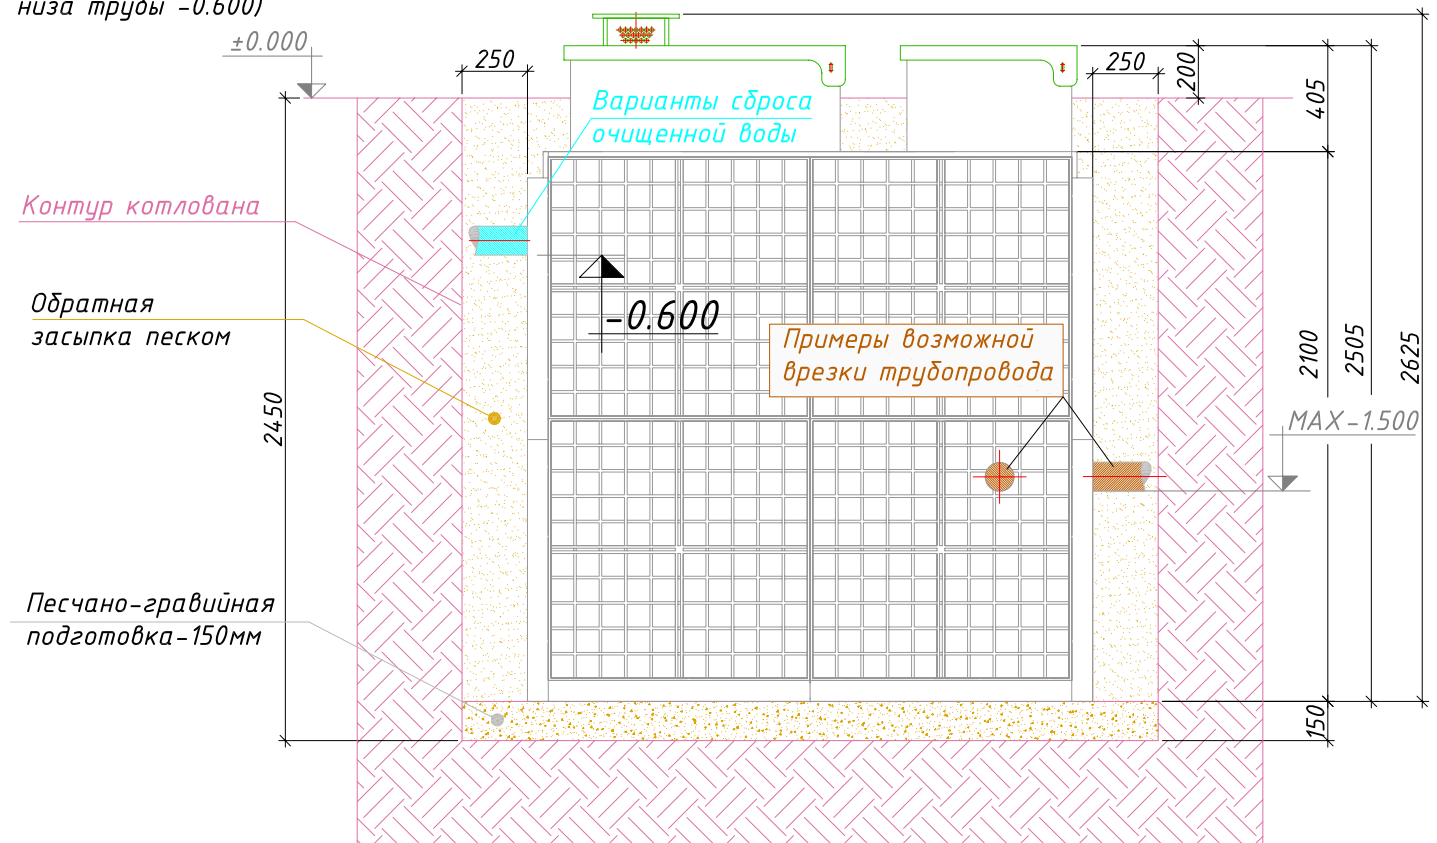 низа трубы -0.600)
±0.000
250
250
200
405
Варианты сброса
очищенной воды
Контур котлована
Обратная
засыпка песком
-0.600
Примеры возможной
врезки трубопровода
2100
2505
2625
2450
MAX-1.500
Песчано-гравийная
подготовка-150мм
150